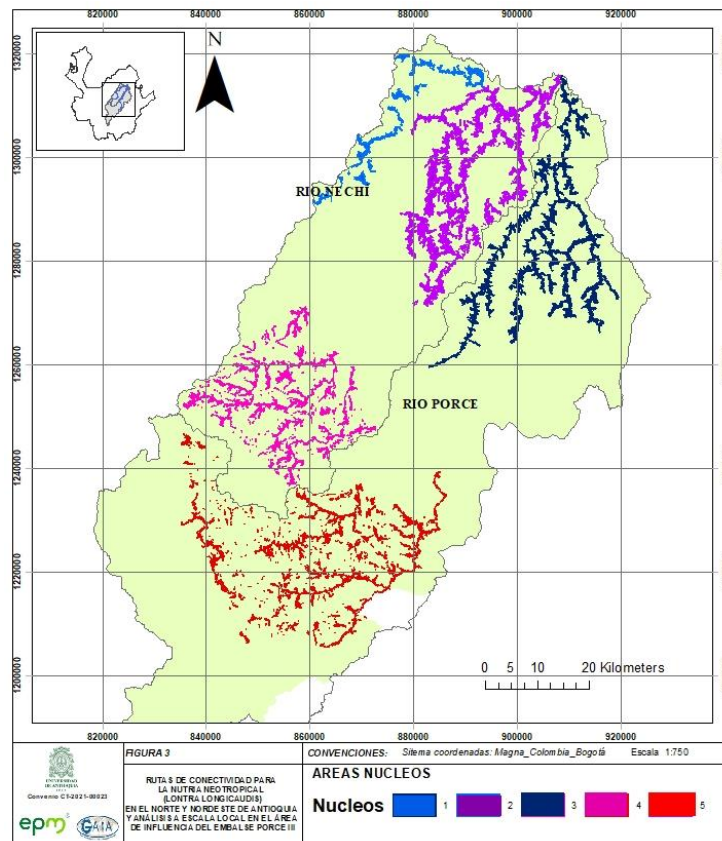 820000 840000 860000 880000 900000 920000
N
1320000
1300000
1280000
1260000
1240000
1220000
1200000
RIO NECHI
RIO PORCE
0 5 10 20 Kilometers
820000 840000 860000 880000 900000 920000
UNIVERSIDAD
DE ANTIOQUIA
Convenio CT-2021-00023
epm
GAIA
FIGURA 3
RUTAS DE CONECTIVIDAD PARA
LA NUTRIA NEOTROPICAL
(LONTRA LONGICAUDIS)
EN EL NORTE Y NORDESTE DE ANTIOQUIA
Y ANÁLISIS A ESCALA LOCAL EN EL ÁREA
DE INFLUENCIA DEL EMBALSE PORCE III
CONVENCIONES: Sitema coordenadas: Magna_Colombia_Bogotá Escala 1:750
AREAS NUCLEOS
Nucleos 1 2 3 4 5